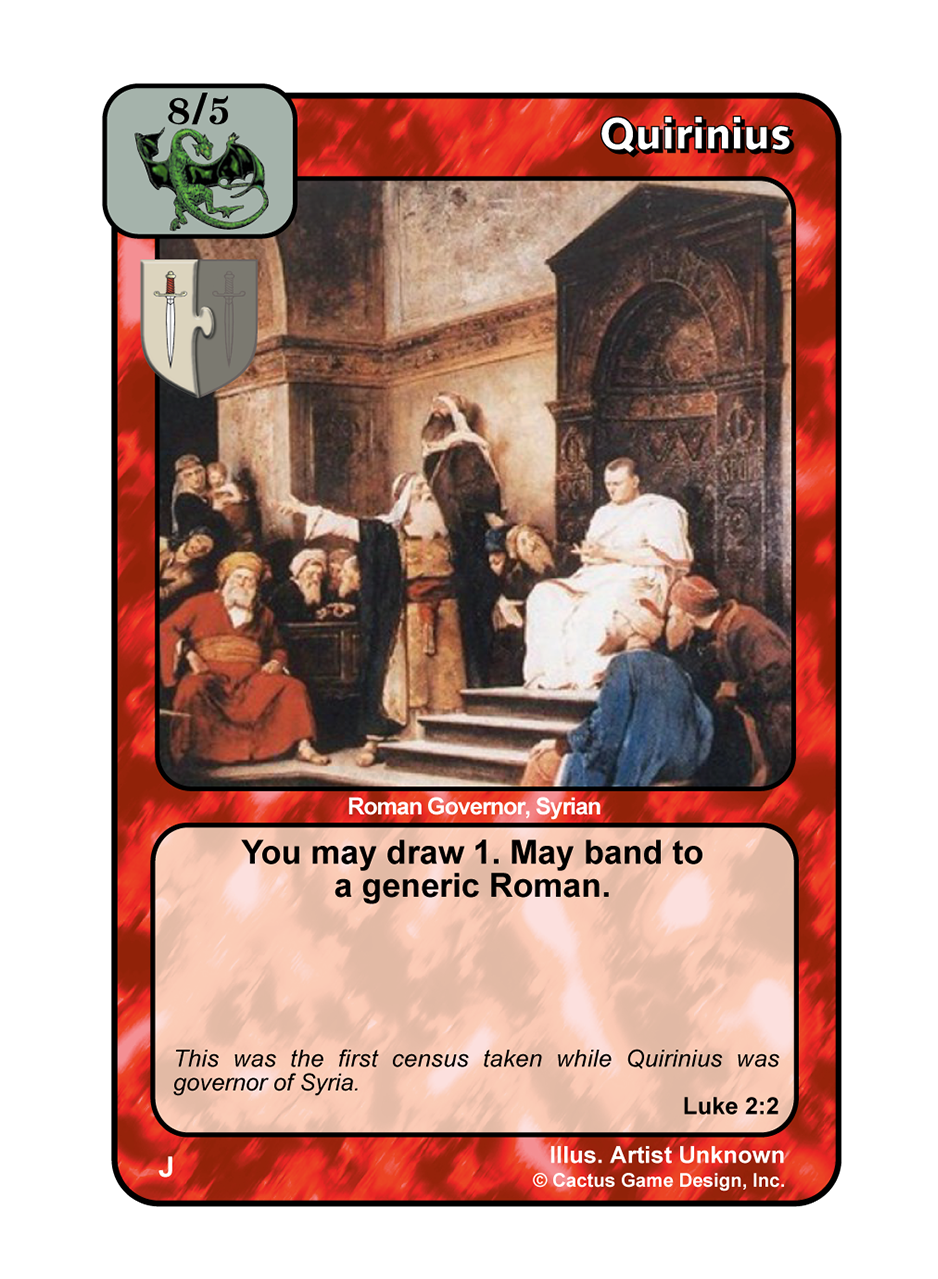 8/5
Quirinius
Roman Governor, Syrian
You may draw 1. May band to
a generic Roman.
This was the first census taken while Quirinius was
governor of Syria.
Luke 2:2
J
Illus. Artist Unknown
© Cactus Game Design, Inc.